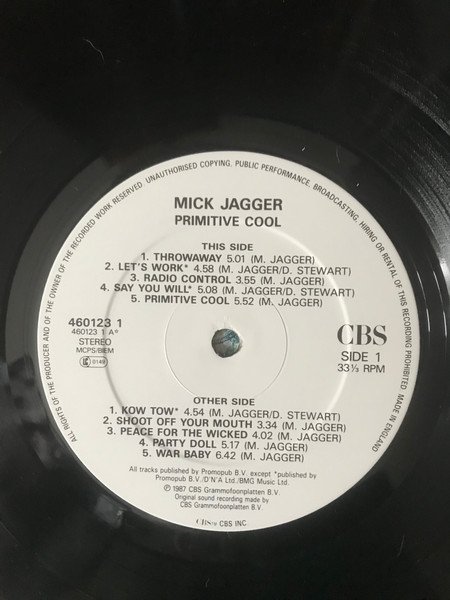 ALL RIGHTS OF THE PRODUCER AND OF THE OWNER OF THE RECORDED WORK RESERVED. UNAUTHORISED COPYING, PUBLIC PERFORMANCE, BROADCASTING, HIRING OR RENTAL OF THIS RECORDING PROHIBITED. MADE IN ENGLAND
MICK JAGGER
PRIMITIVE COOL
THIS SIDE
1. THROWAWAY 5.01 (M. JAGGER)
2. LET'S WORK* 4.58 (M. JAGGER/D. STEWART)
3. RADIO CONTROL 3.55 (M. JAGGER)
4. SAY YOU WILL* 5.08 (M. JAGGER/D. STEWART)
5. PRIMITIVE COOL 5.52 (M. JAGGER)
460123 1
460123 1 Aº
STEREO
MCPS/BIEM
LC 0149
CBS
SIDE 1
33⅓ RPM
OTHER SIDE
1. KOW TOW* 4.54 (M. JAGGER/D. STEWART)
2. SHOOT OFF YOUR MOUTH 3.34 (M. JAGGER)
3. PEACE FOR THE WICKED 4.02 (M. JAGGER)
4. PARTY DOLL 5.17 (M. JAGGER)
5. WAR BABY 6.42 (M. JAGGER)
All tracks published by Promopub B.V. except *published by
Promopub B.V./D'N'A Ltd./BMG Music Ltd.
℗ 1987 CBS Grammofoonplatten B.V.
Original sound recording made by
CBS Grammofoonplatten B.V.
CBS™ CBS INC